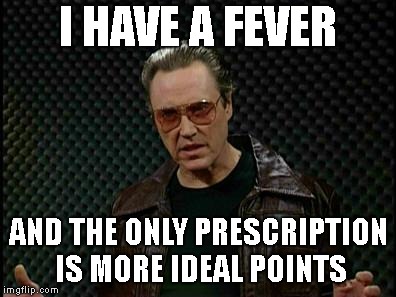 I HAVE A FEVER
AND THE ONLY PRESCRIPTION
IS MORE IDEAL POINTS
imgflip.com